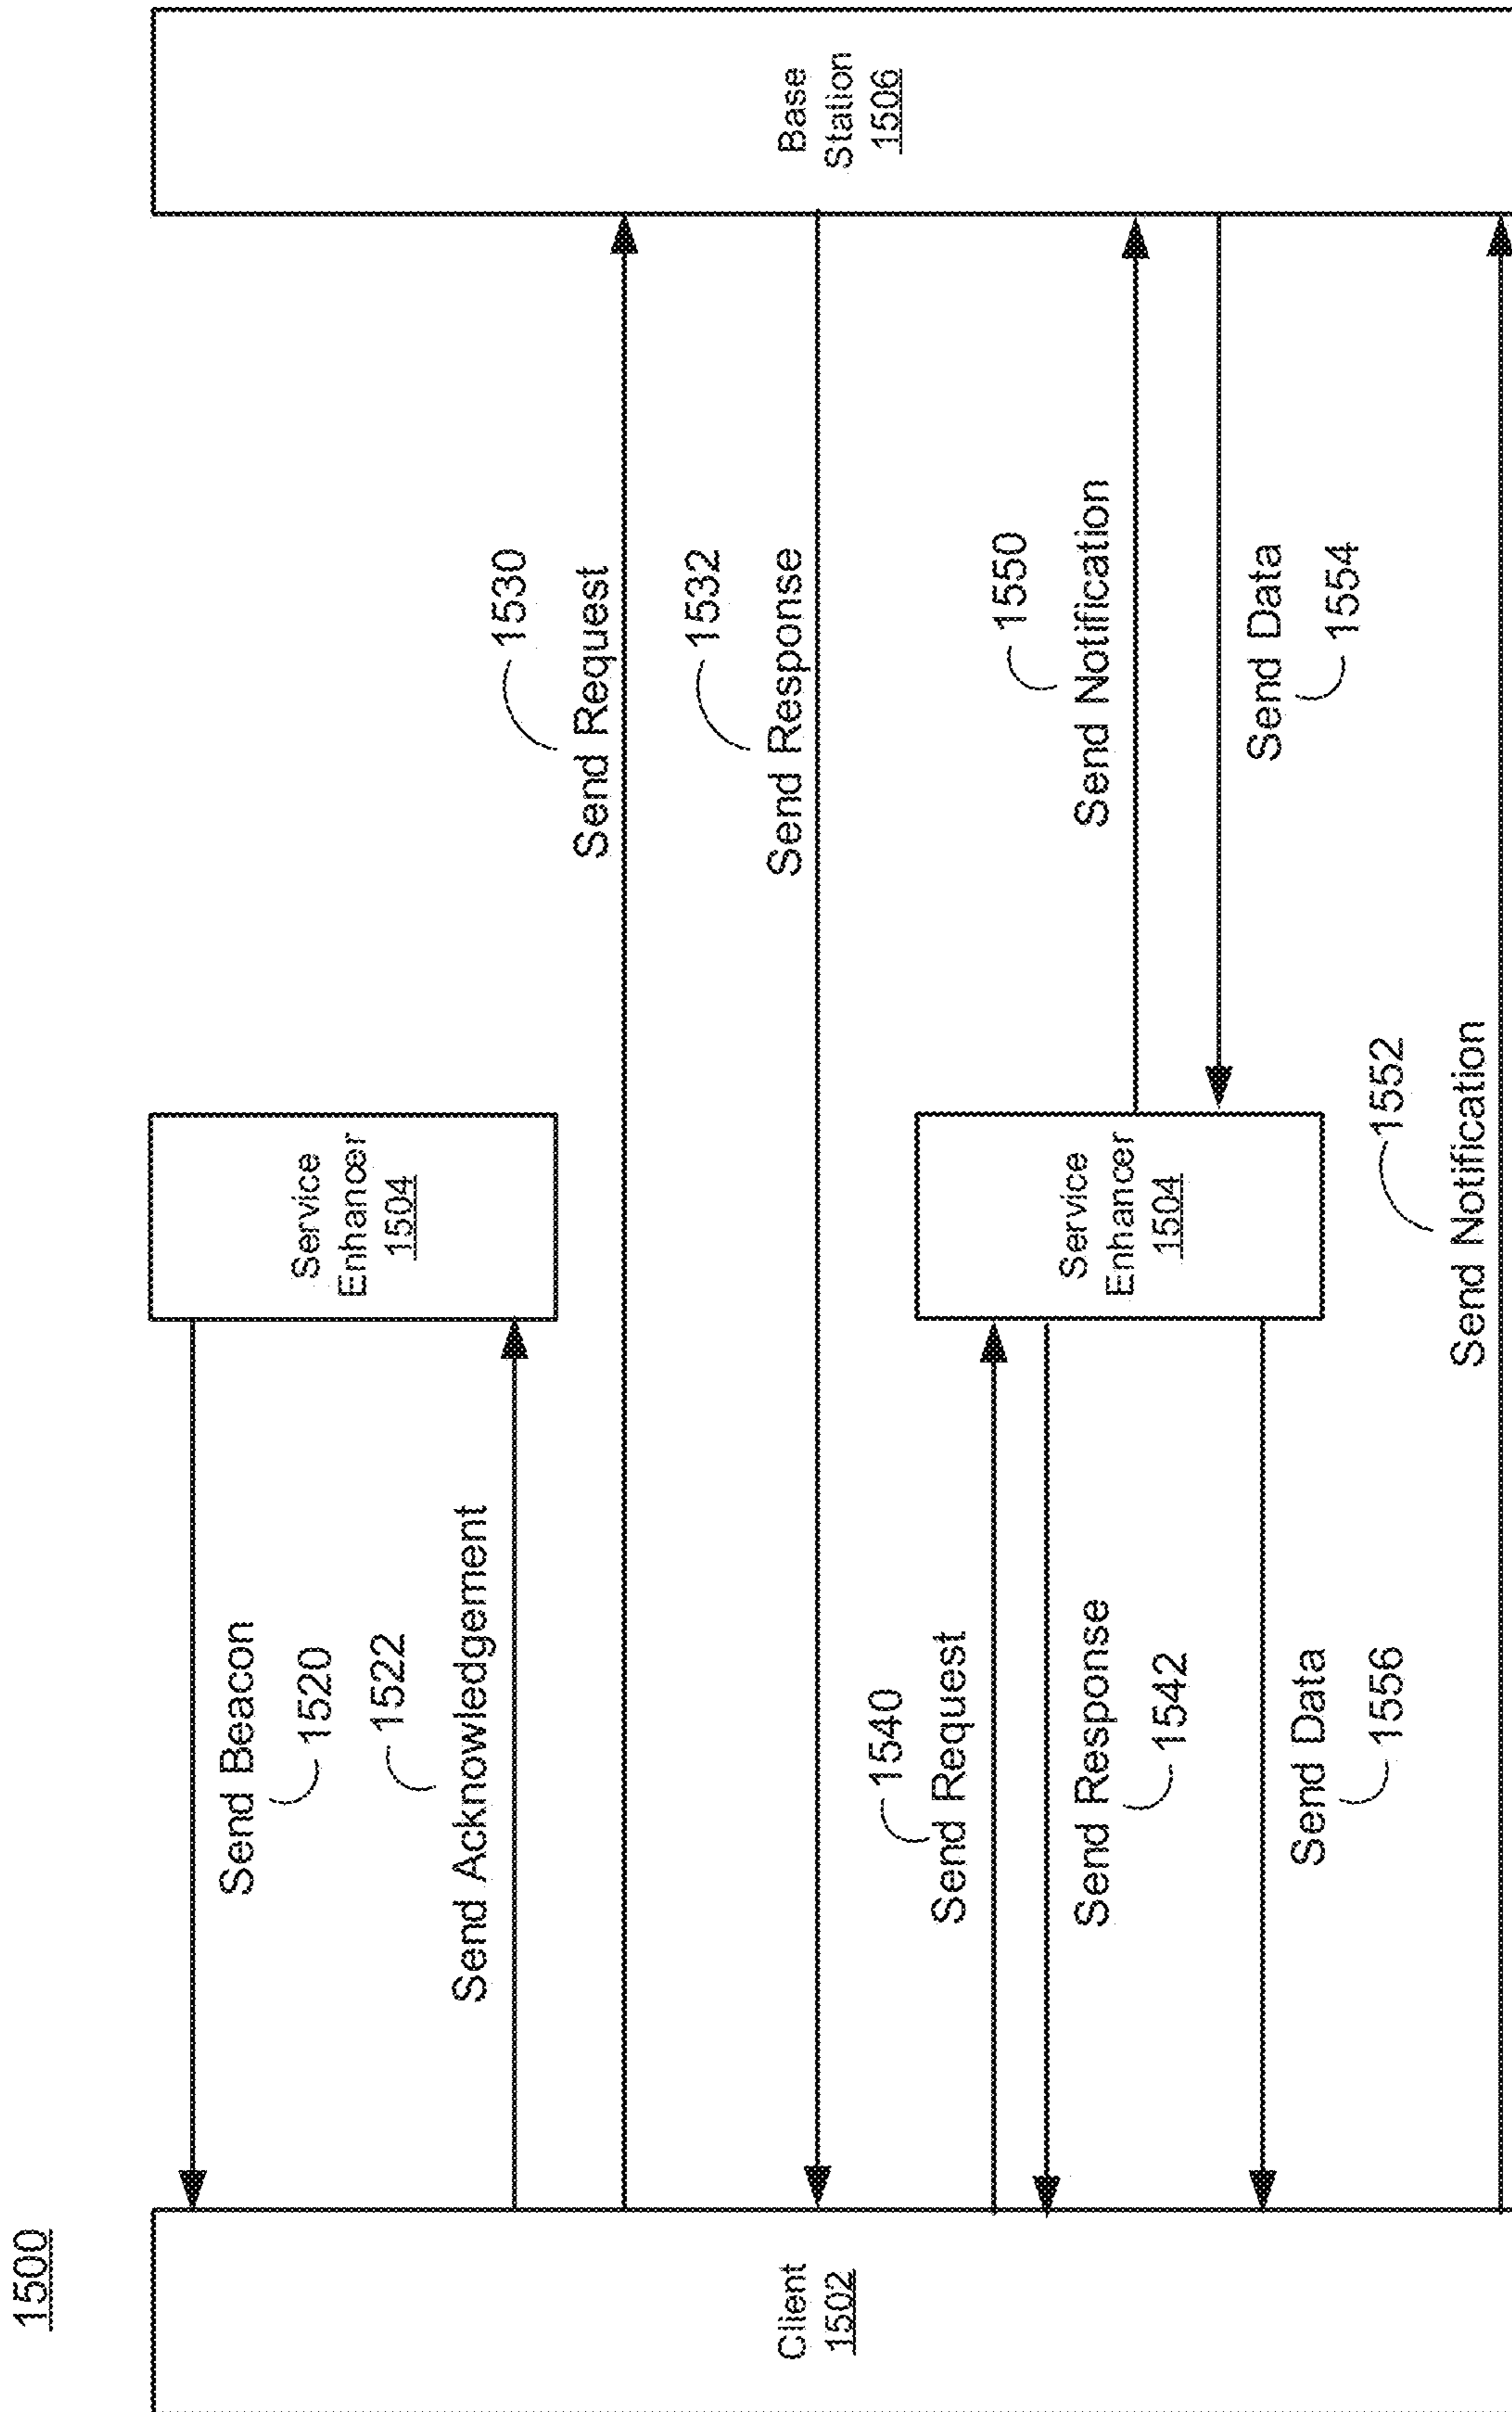 1500
Client
1502
Service
Enhancer
1504
Base
Station
1506
Send Beacon
1520
1522
Send Acknowledgement
1530
Send Request
1532
Send Response
1540
Send Request
Send Response
1542
Service
Enhancer
1504
1550
Send Notification
Send Data
1554
Send Data
1556
1552
Send Notification